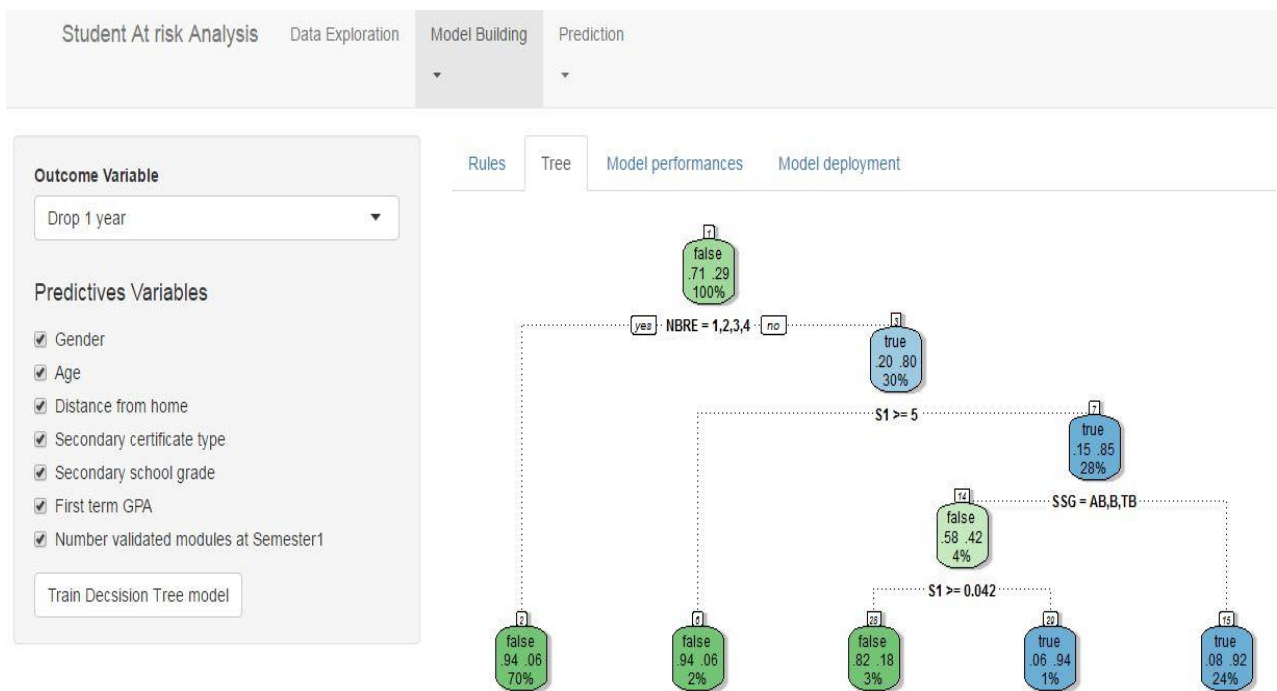 Student At risk Analysis Data Exploration Model Building Prediction
Outcome Variable
Drop 1 year
Predictives Variables
Gender
Age
Distance from home
Secondary certificate type
Secondary school grade
First term GPA
Number validated modules at Semester1
Train Decsision Tree model
Rules Tree Model performances Model deployment
1
false
.71 .29
100%
yes NBRE = 1,2,3,4 no
3
true
.20 .80
30%
S1 >= 5
7
true
.15 .85
28%
SSG = AB,B,TB
14
false
.58 .42
4%
S1 >= 0.042
2
false
.94 .06
70%
6
false
.94 .06
2%
28
false
.82 .18
3%
29
true
.06 .94
1%
15
true
.08 .92
24%